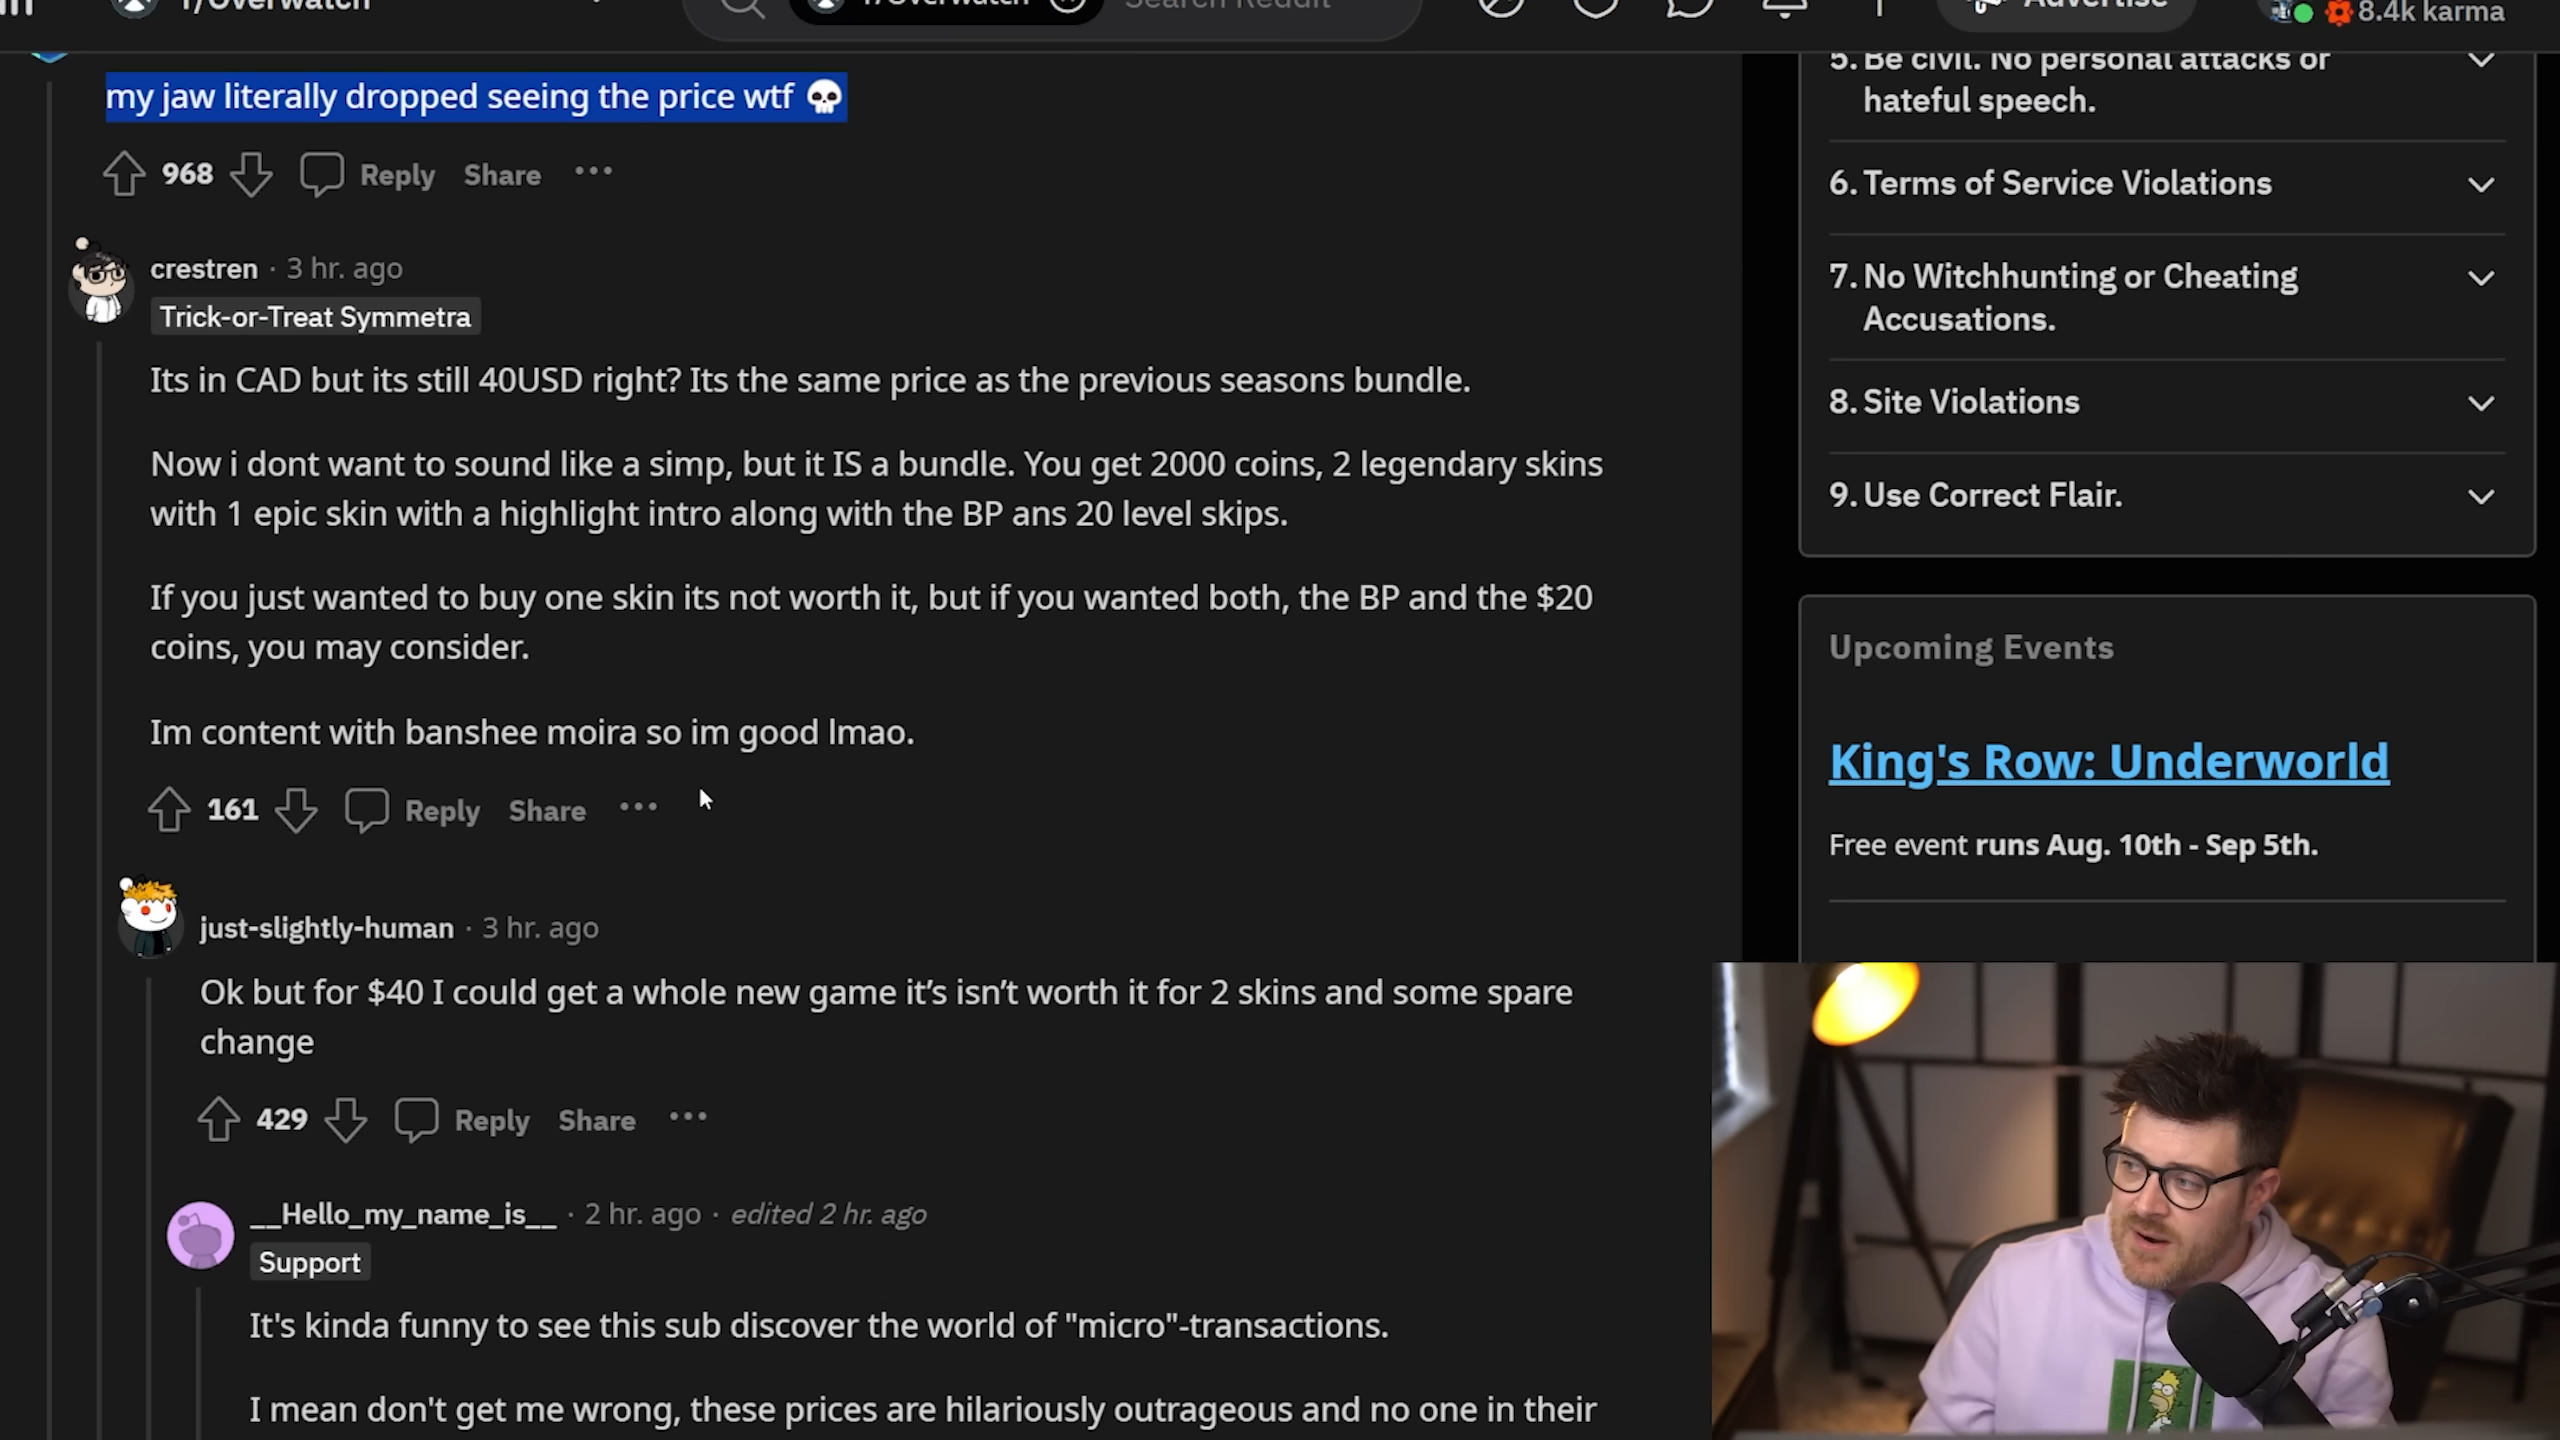 r/Overwatch
r/Overwatch
Search Reddit
Advertise
8.4k karma
my jaw literally dropped seeing the price wtf 💀
968 Reply Share ···
crestren · 3 hr. ago
Trick-or-Treat Symmetra
Its in CAD but its still 40USD right? Its the same price as the previous seasons bundle.
Now i dont want to sound like a simp, but it IS a bundle. You get 2000 coins, 2 legendary skins
with 1 epic skin with a highlight intro along with the BP ans 20 level skips.
If you just wanted to buy one skin its not worth it, but if you wanted both, the BP and the $20
coins, you may consider.
Im content with banshee moira so im good lmao.
161 Reply Share ···
just-slightly-human · 3 hr. ago
Ok but for $40 I could get a whole new game it’s isn’t worth it for 2 skins and some spare
change
429 Reply Share ···
__Hello_my_name_is__ · 2 hr. ago · edited 2 hr. ago
Support
It's kinda funny to see this sub discover the world of "micro"-transactions.
I mean don't get me wrong, these prices are hilariously outrageous and no one in their
5. Be civil. No personal attacks or
hateful speech.
6. Terms of Service Violations
7. No Witchhunting or Cheating
Accusations.
8. Site Violations
9. Use Correct Flair.
Upcoming Events
King's Row: Underworld
Free event runs Aug. 10th - Sep 5th.